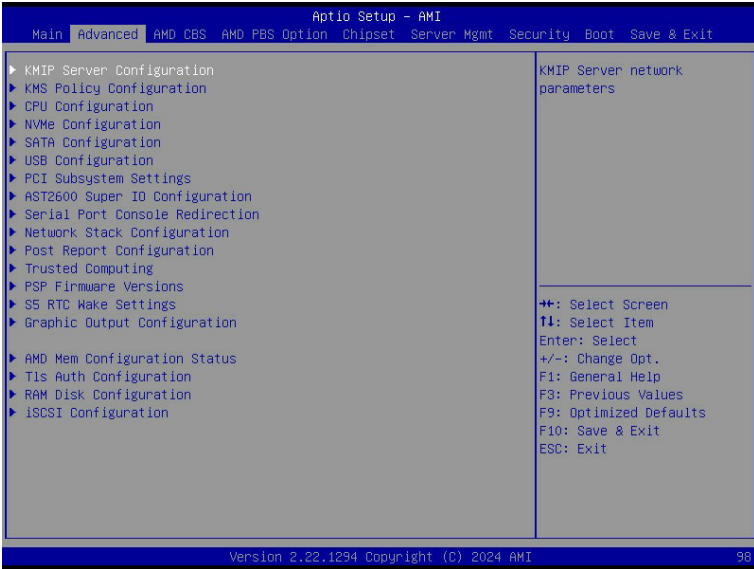 Aptio Setup - AMI
Main Advanced AMD CBS AMD PBS Option Chipset Server Mgmt Security Boot Save & Exit
KMIP Server Configuration
KMS Policy Configuration
CPU Configuration
NVMe Configuration
SATA Configuration
USB Configuration
PCI Subsystem Settings
AST2600 Super IO Configuration
Serial Port Console Redirection
Network Stack Configuration
Post Report Configuration
Trusted Computing
PSP Firmware Versions
S5 RTC Wake Settings
Graphic Output Configuration
AMD Mem Configuration Status
Tls Auth Configuration
RAM Disk Configuration
iSCSI Configuration
KMIP Server network
parameters
→←: Select Screen
↑↓: Select Item
Enter: Select
+/-: Change Opt.
F1: General Help
F3: Previous Values
F9: Optimized Defaults
F10: Save & Exit
ESC: Exit
Version 2.22.1294 Copyright (C) 2024 AMI
98